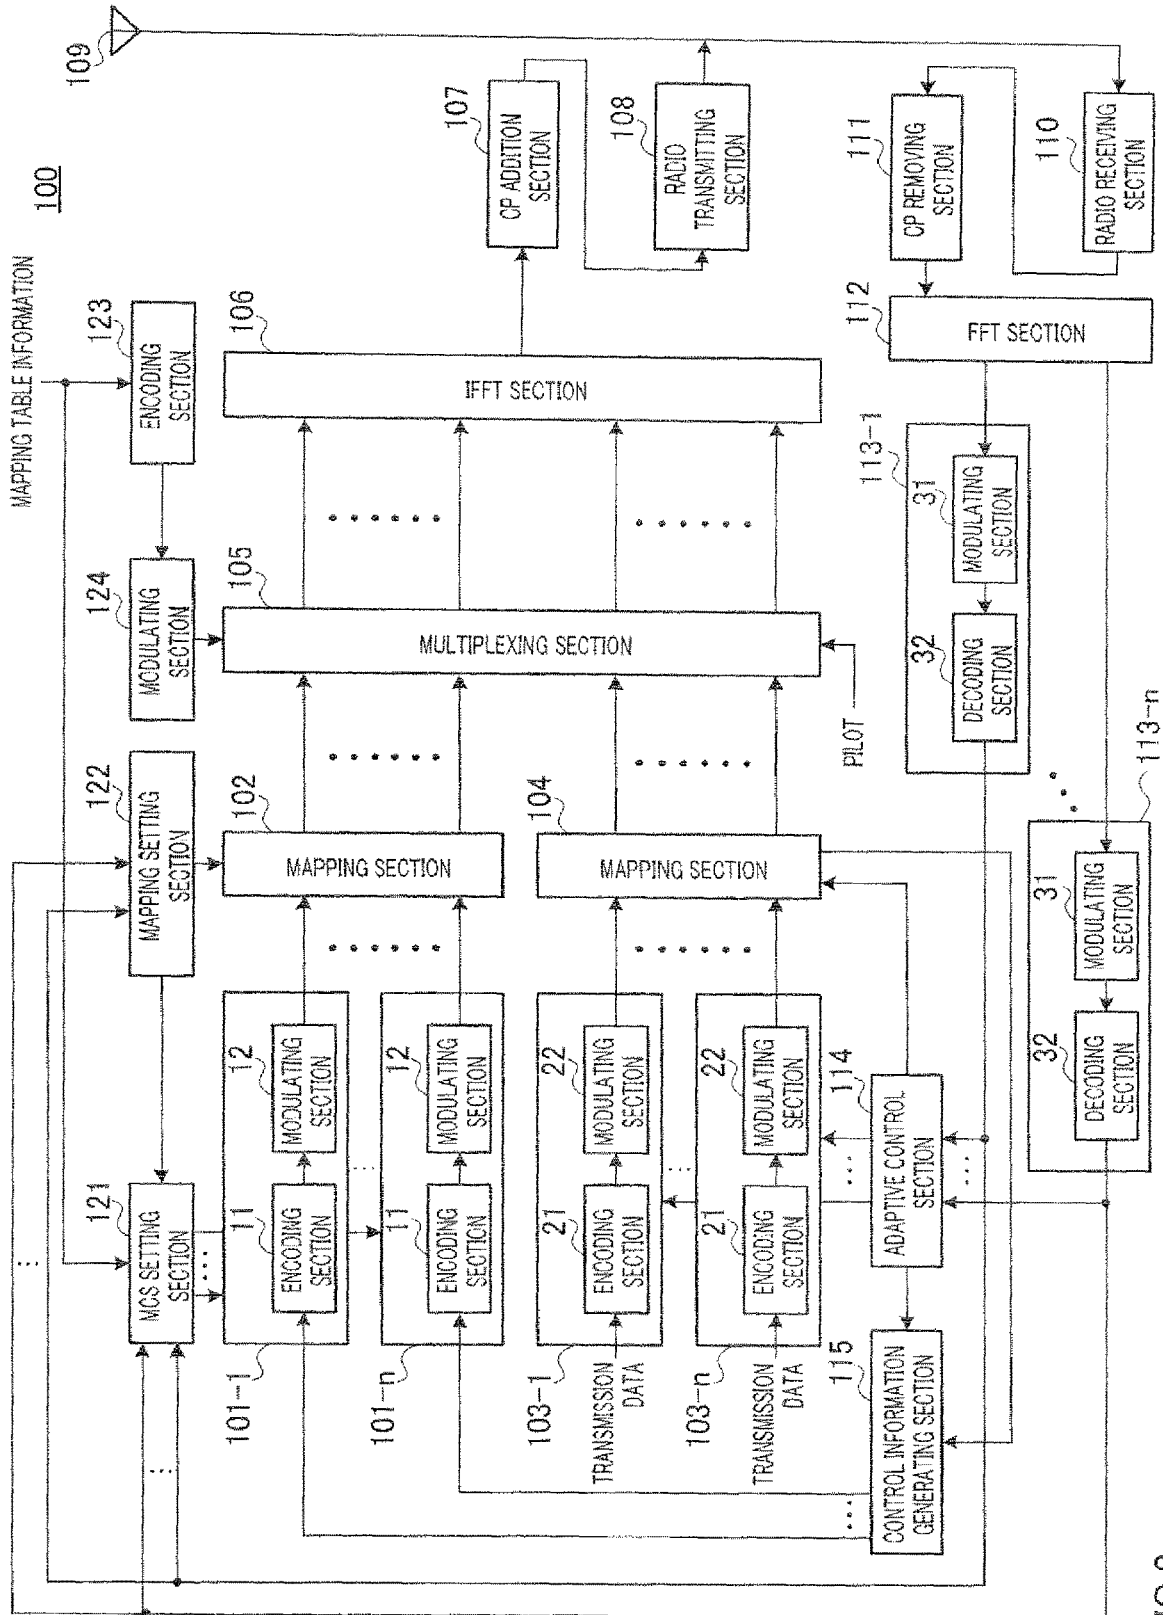 100
MAPPING TABLE INFORMATION
109
123
ENCODING
SECTION
124
MODULATING
SECTION
122
MAPPING SETTING
SECTION
121
MCS SETTING
SECTION
107
CP ADDITION
SECTION
108
RADIO
TRANSMITTING
SECTION
111
CP REMOVING
SECTION
110
RADIO RECEIVING
SECTION
106
IFFT SECTION
105
MULTIPLEXING SECTION
PILOT
102
MAPPING SECTION
104
MAPPING SECTION
112
FFT SECTION
101-1
11
ENCODING
SECTION
12
MODULATING
SECTION
101-n
11
ENCODING
SECTION
12
MODULATING
SECTION
103-1
TRANSMISSION
DATA
21
ENCODING
SECTION
22
MODULATING
SECTION
103-n
TRANSMISSION
DATA
21
ENCODING
SECTION
22
MODULATING
SECTION
115
CONTROL INFORMATION
GENERATING SECTION
114
ADAPTIVE CONTROL
SECTION
113-1
31
MODULATING
SECTION
32
DECODING
SECTION
113-n
31
MODULATING
SECTION
32
DECODING
SECTION